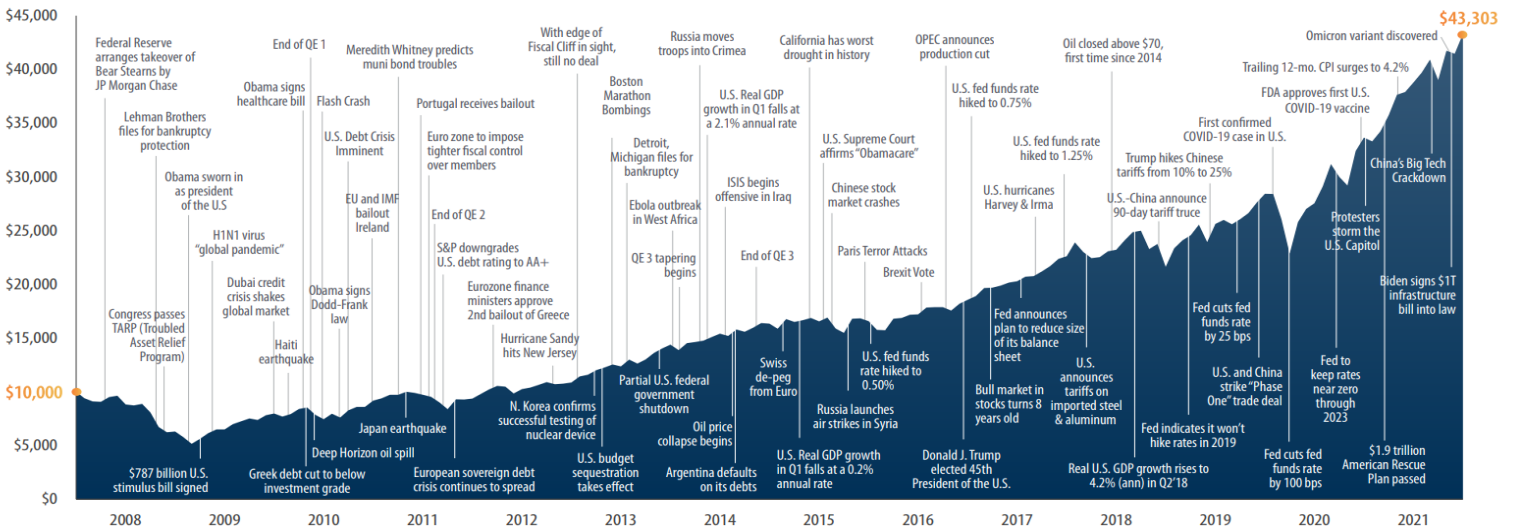 $45,000
$40,000
$35,000
$30,000
$25,000
$20,000
$15,000
$10,000
$5,000
$0
Federal Reserve
arranges takeover of
Bear Stearns by
JP Morgan Chase
Lehman Brothers
files for bankruptcy
protection
Obama sworn in
as president
of the U.S
H1N1 virus
"global pandemic"
Congress passes
TARP (Troubled
Asset Relief
Program)
Dubai credit
crisis shakes
global market
Haiti
earthquake
Obama signs
healthcare bill
End of QE 1
Flash Crash
U.S. Debt Crisis
Imminent
Obama signs
Dodd-Frank
law
EU and IMF
bailout
Ireland
Meredith Whitney predicts
muni bond troubles
Portugal receives bailout
Euro zone to impose
tighter fiscal control
over members
End of QE 2
S&P downgrades
U.S. debt rating to AA+
Eurozone finance
ministers approve
2nd bailout of Greece
Hurricane Sandy
hits New Jersey
With edge of
Fiscal Cliff in sight,
still no deal
Boston
Marathon
Bombings
Detroit,
Michigan files for
bankruptcy
Ebola outbreak
in West Africa
QE 3 tapering
begins
Russia moves
troops into Crimea
U.S. Real GDP
growth in Q1 falls at
a 2.1% annual rate
ISIS begins
offensive in Iraq
End of QE 3
California has worst
drought in history
U.S. Supreme Court
affirms "Obamacare"
Chinese stock
market crashes
Paris Terror Attacks
Brexit Vote
OPEC announces
production cut
U.S. fed funds rate
hiked to 0.75%
U.S. hurricanes
Harvey & Irma
U.S. fed funds rate
hiked to 1.25%
Oil closed above $70,
first time since 2014
U.S.-China announce
90-day tariff truce
Trump hikes Chinese
tariffs from 10% to 25%
First confirmed
COVID-19 case in U.S.
FDA approves first U.S.
COVID-19 vaccine
Trailing 12-mo. CPI surges to 4.2%
Omicron variant discovered
$43,303
$787 billion U.S.
stimulus bill signed
Greek debt cut to below
investment grade
Deep Horizon oil spill
Japan earthquake
European sovereign debt
crisis continues to spread
N. Korea confirms
successful testing of
nuclear device
U.S. budget
sequestration
takes effect
Partial U.S. federal
government
shutdown
Oil price
collapse begins
Argentina defaults
on its debts
Swiss
de-peg
from Euro
U.S. Real GDP growth
in Q1 falls at a 0.2%
annual rate
Russia launches
air strikes in Syria
U.S. fed funds
rate hiked to
0.50%
Donald J. Trump
elected 45th
President of the U.S.
Bull market in
stocks turns 8
years old
Fed announces
plan to reduce size
of its balance
sheet
U.S.
announces
tariffs on
imported steel
& aluminum
Real U.S. GDP growth rises to
4.2% (ann) in Q2'18
Fed indicates it won't
hike rates in 2019
Fed cuts fed
funds rate
by 25 bps
U.S. and China
strike "Phase
One" trade deal
Fed cuts fed
funds rate
by 100 bps
Fed to
keep rates
near zero
through
2023
Protesters
storm the
U.S. Capitol
$1.9 trillion
American Rescue
Plan passed
China's Big Tech
Crackdown
Biden signs $1T
infrastructure
bill into law
2008
2009
2010
2011
2012
2013
2014
2015
2016
2017
2018
2019
2020
2021